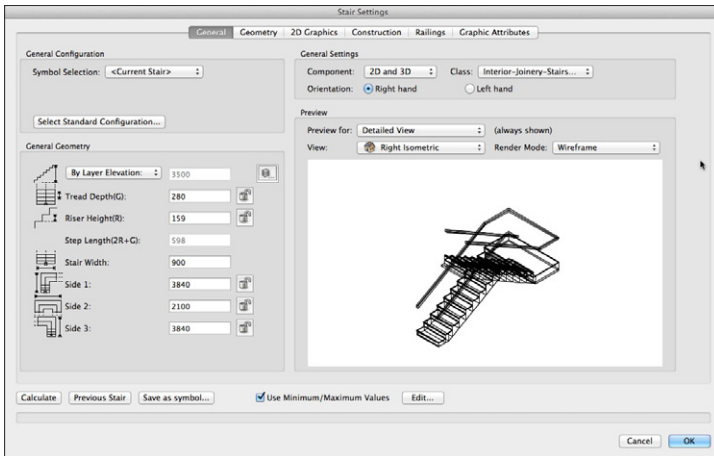 Stair Settings
General Geometry 2D Graphics Construction Railings Graphic Attributes
General Configuration
Symbol Selection: <Current Stair>
Select Standard Configuration...
General Geometry
By Layer Elevation: 3500
Tread Depth(G): 280
Riser Height(R): 159
Step Length(2R+G): 598
Stair Width: 900
Side 1: 3840
Side 2: 2100
Side 3: 3840
General Settings
Component: 2D and 3D Class: Interior-Joinery-Stairs...
Orientation: Right hand Left hand
Preview
Preview for: Detailed View (always shown)
View: Right Isometric Render Mode: Wireframe
Calculate Previous Stair Save as symbol... Use Minimum/Maximum Values Edit...
Cancel OK